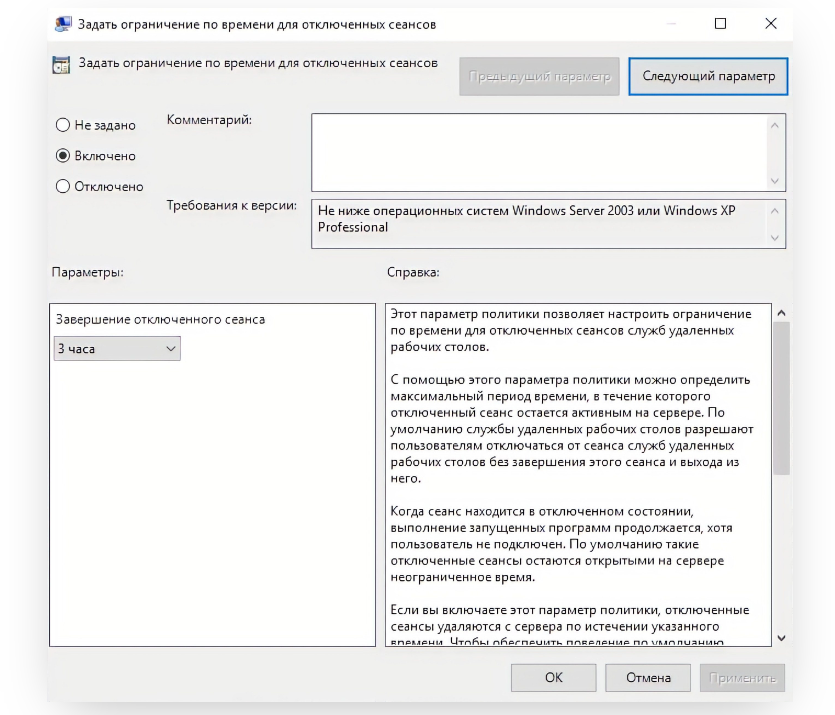 Задать ограничение по времени для отключенных сеансов
Задать ограничение по времени для отключенных сеансов
Предыдущий параметр
Следующий параметр
Не задано
Включено
Отключено
Комментарий:
Требования к версии:
Не ниже операционных систем Windows Server 2003 или Windows XP
Professional
Параметры:
Справка:
Завершение отключенного сеанса
3 часа
Этот параметр политики позволяет настроить ограничение
по времени для отключенных сеансов служб удаленных
рабочих столов.
С помощью этого параметра политики можно определить
максимальный период времени, в течение которого
отключенный сеанс остается активным на сервере. По
умолчанию службы удаленных рабочих столов разрешают
пользователям отключаться от сеанса служб удаленных
рабочих столов без завершения этого сеанса и выхода из
него.
Когда сеанс находится в отключенном состоянии,
выполнение запущенных программ продолжается, хотя
пользователь не подключен. По умолчанию такие
отключенные сеансы остаются открытыми на сервере
неограниченное время.
Если вы включаете этот параметр политики, отключенные
сеансы удаляются с сервера по истечении указанного
времени. Чтобы обеспечить поведение по умолчанию
ОК
Отмена
Применить